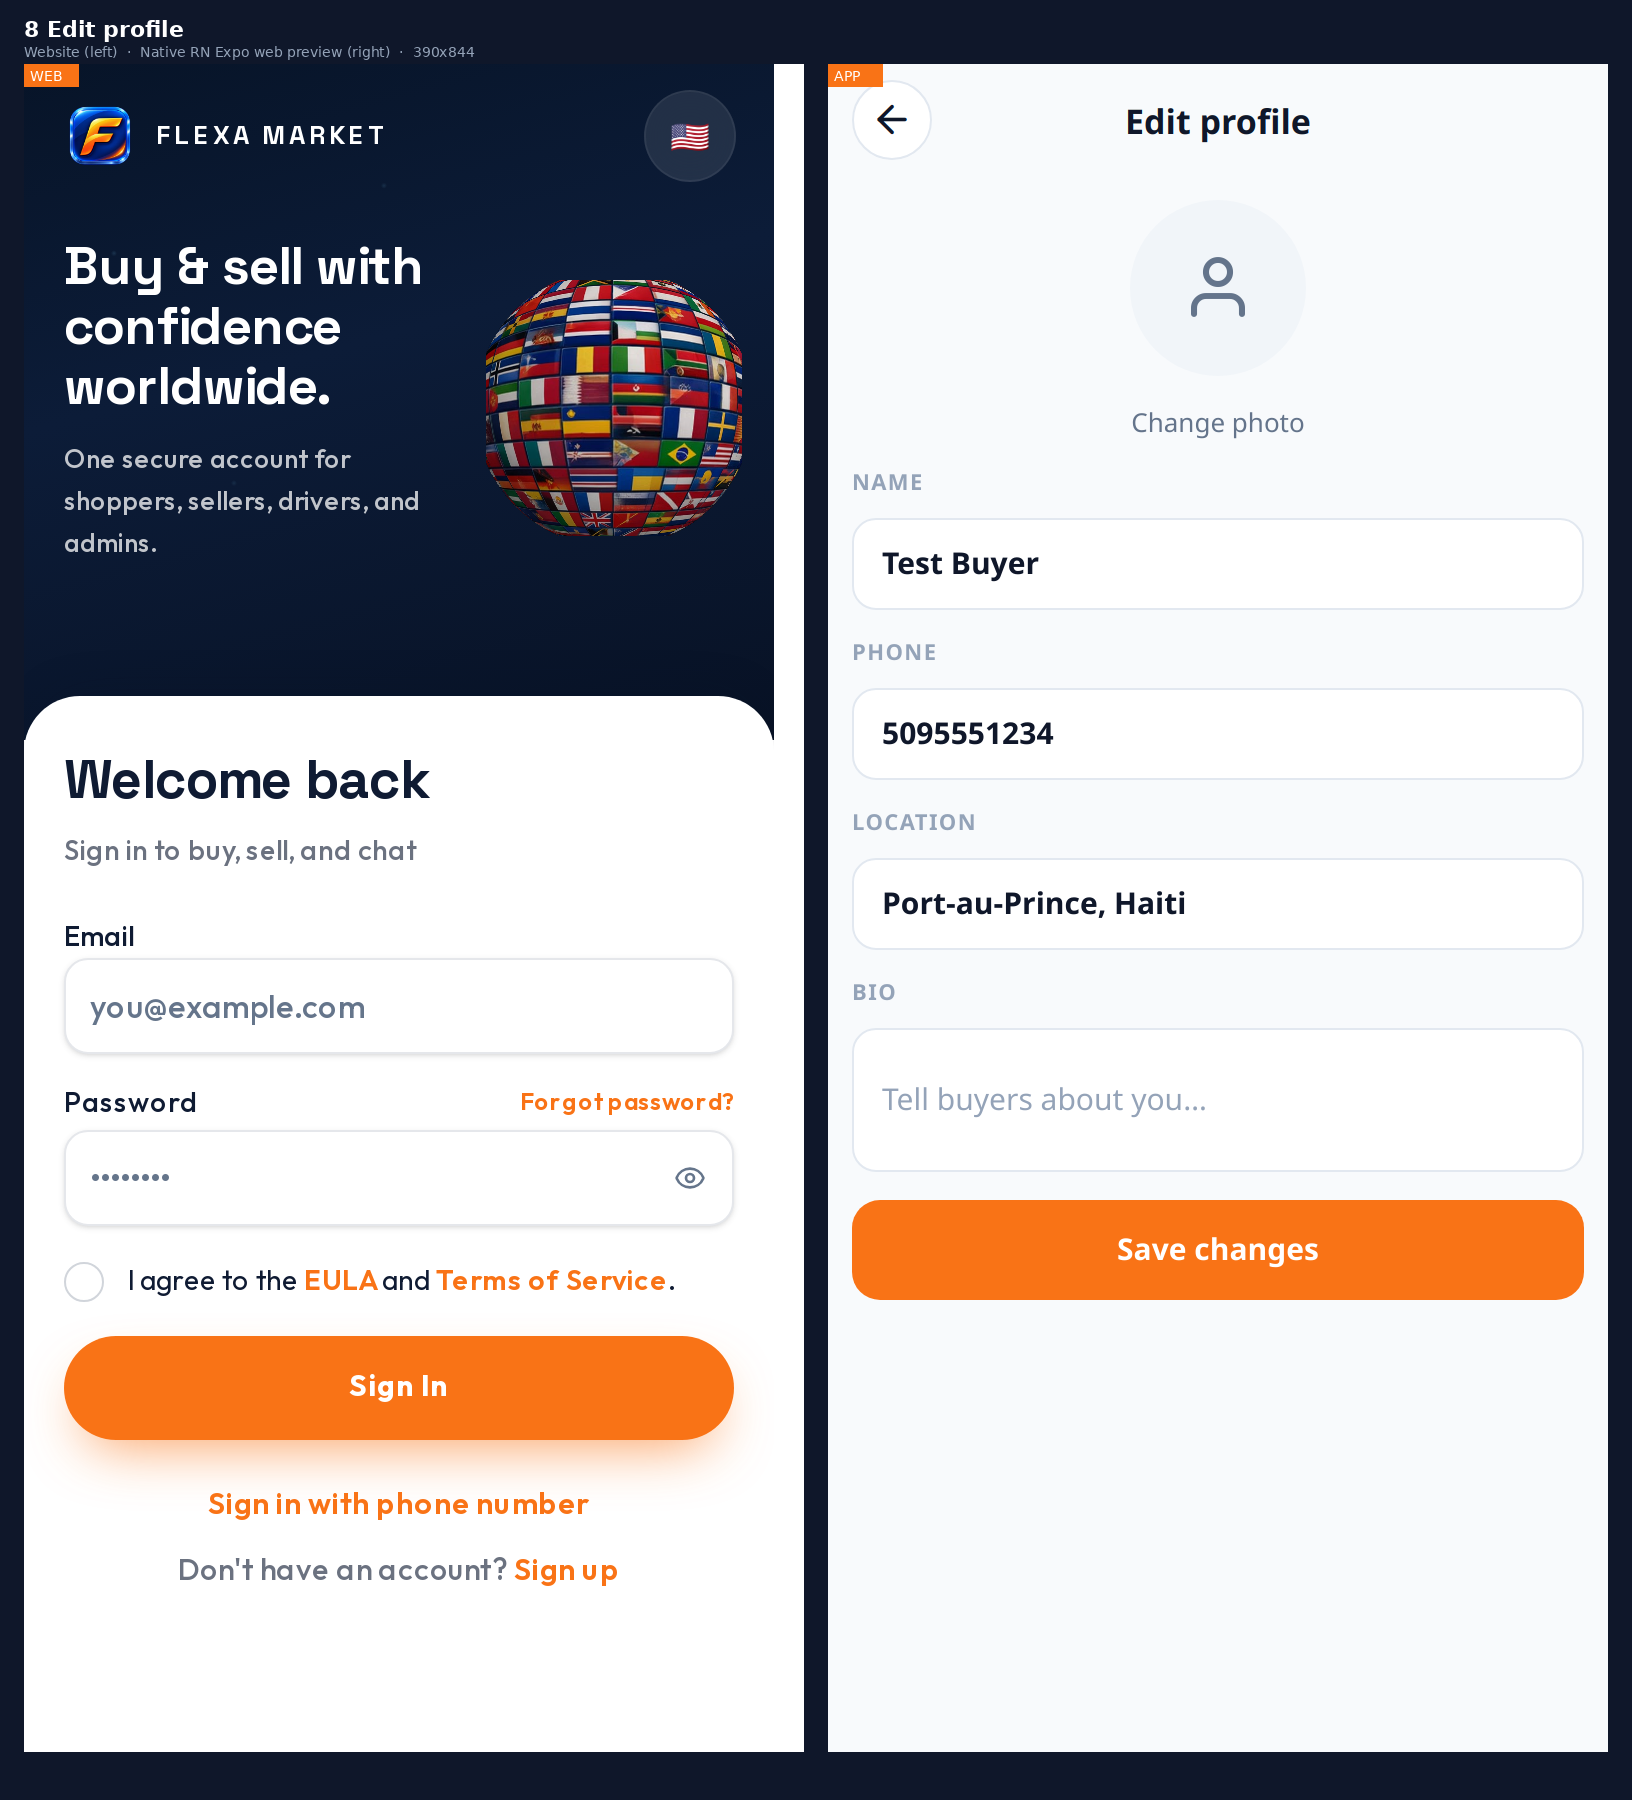 8 Edit profile
Website (left) · Native RN Expo web preview (right) · 390x844
WEB
FLEXA MARKET
Buy & sell with
confidence
worldwide.
One secure account for
shoppers, sellers, drivers, and
admins.
Welcome back
Sign in to buy, sell, and chat
Email
you@example.com
Password
Forgot password?
••••••••
I agree to the EULA and Terms of Service.
Sign In
Sign in with phone number
Don't have an account? Sign up
APP
Edit profile
Change photo
NAME
Test Buyer
PHONE
5095551234
LOCATION
Port-au-Prince, Haiti
BIO
Tell buyers about you...
Save changes